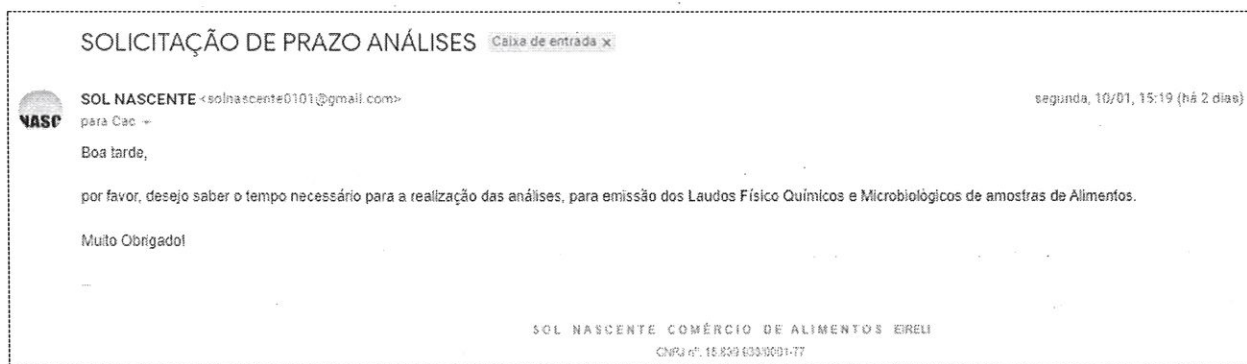 SOLICITAÇÃO DE PRAZO ANÁLISES Caixa de entrada x
NASC
SOL NASCENTE <solnascente0101@gmail.com> segunda, 10/01, 15:19 (há 2 dias)
para Cac
Boa tarde,
por favor, desejo saber o tempo necessário para a realização das análises, para emissão dos Laudos Físico Químicos e Microbiológicos de amostras de Alimentos.
Muito Obrigado!
--
SOL NASCENTE COMÉRCIO DE ALIMENTOS EIRELI
CNPJ nº.